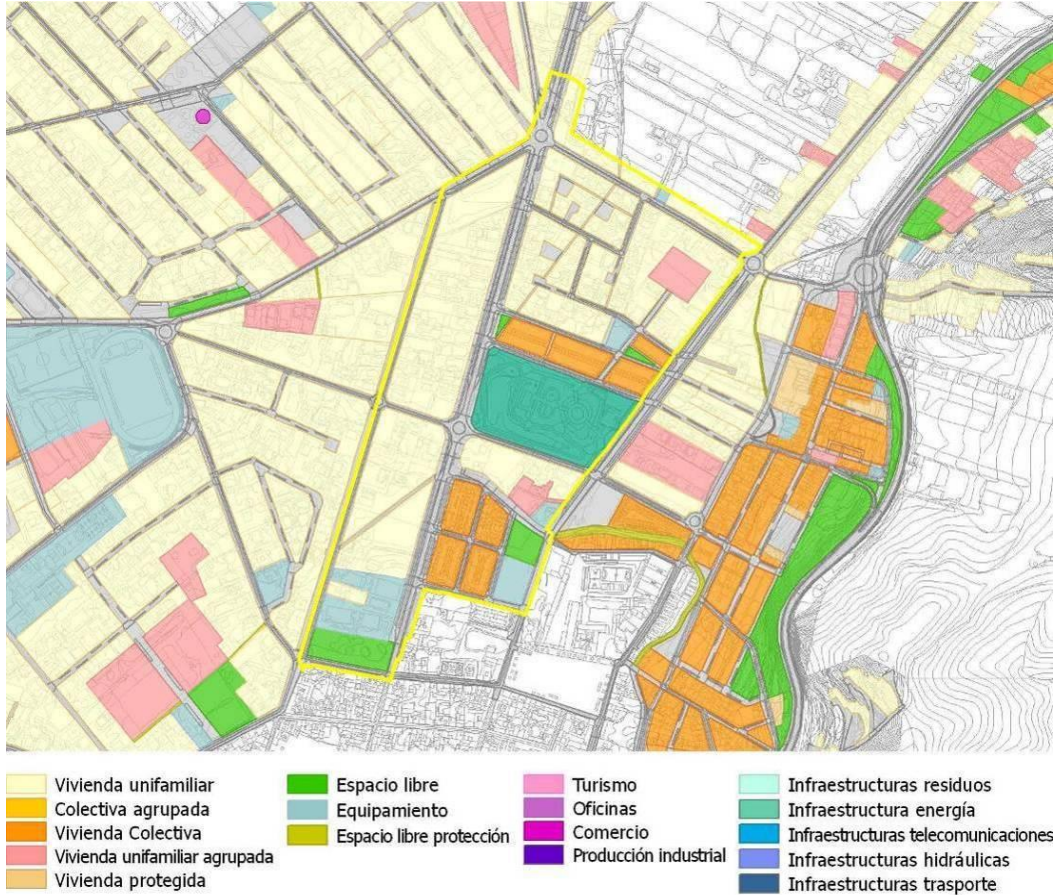 Vivienda unifamiliar
Colectiva agrupada
Vivienda Colectiva
Vivienda unifamiliar agrupada
Vivienda protegida
Espacio libre
Equipamiento
Espacio libre protección
Turismo
Oficinas
Comercio
Producción industrial
Infraestructuras residuos
Infraestructura energía
Infraestructuras telecomunicaciones
Infraestructuras hidráulicas
Infraestructuras trasporte